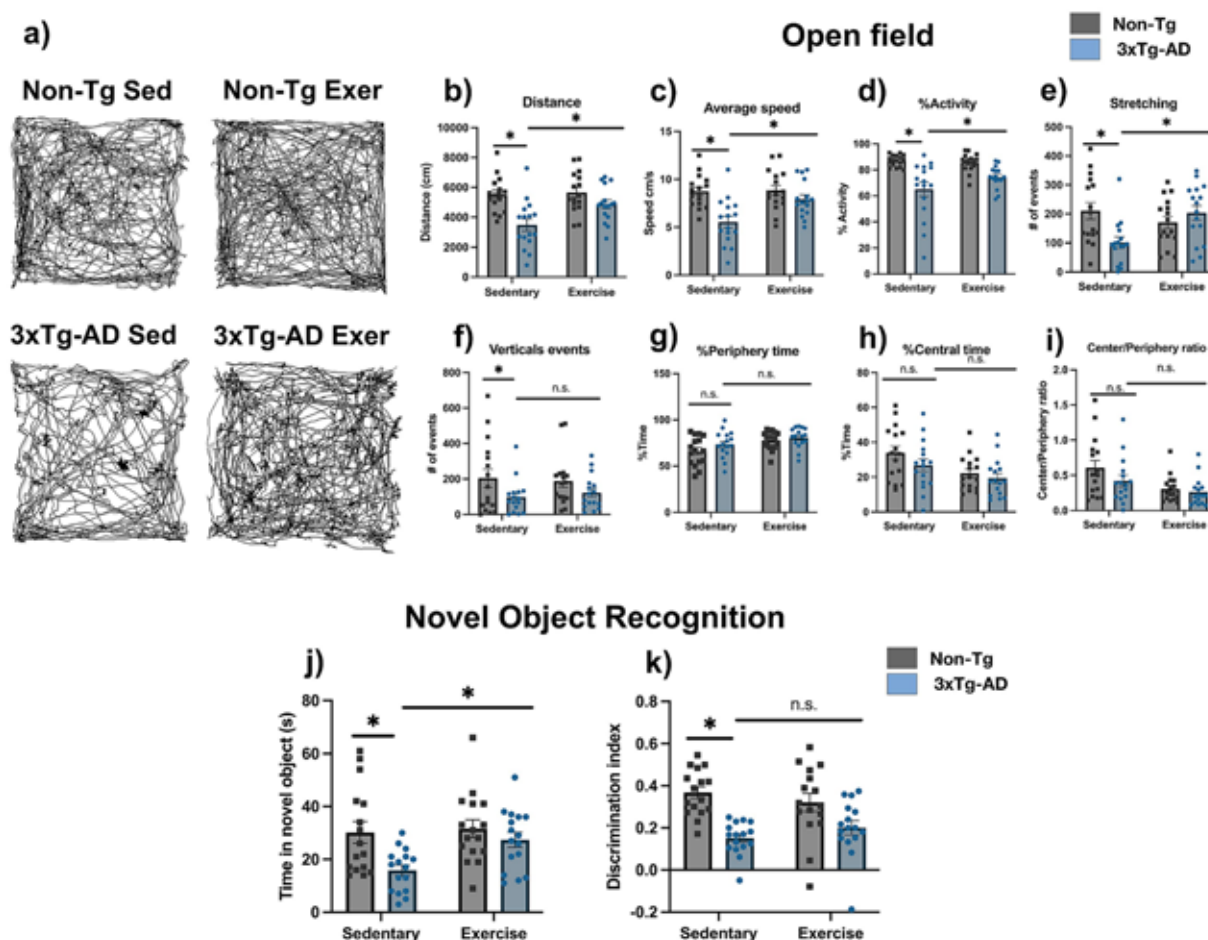 a)
Open field
Non-Tg
3xTg-AD
Non-Tg Sed
Non-Tg Exer
3xTg-AD Sed
3xTg-AD Exer
b)
Distance
Distance (cm)
10000
8000
6000
4000
2000
0
*
*
Sedentary
Exercise
c)
Average speed
Speed cm/s
15
10
5
0
*
*
Sedentary
Exercise
d)
%Activity
% Activity
100
80
60
40
20
0
*
*
Sedentary
Exercise
e)
Stretching
# of events
500
400
300
200
100
0
*
*
Sedentary
Exercise
f)
Verticals events
# of events
800
600
400
200
0
*
n.s.
Sedentary
Exercise
g)
%Periphery time
%Time
150
100
50
0
n.s.
n.s.
Sedentary
Exercise
h)
%Central time
%Time
80
60
40
20
0
n.s.
n.s.
Sedentary
Exercise
i)
Center/Periphery ratio
Center/Periphery ratio
2.0
1.5
1.0
0.5
0.0
n.s.
n.s.
Sedentary
Exercise
Novel Object Recognition
Non-Tg
3xTg-AD
j)
Time in novel object (s)
80
60
40
20
0
*
*
Sedentary
Exercise
k)
Discrimination index
0.8
0.6
0.4
0.2
0.0
-0.2
*
n.s.
Sedentary
Exercise